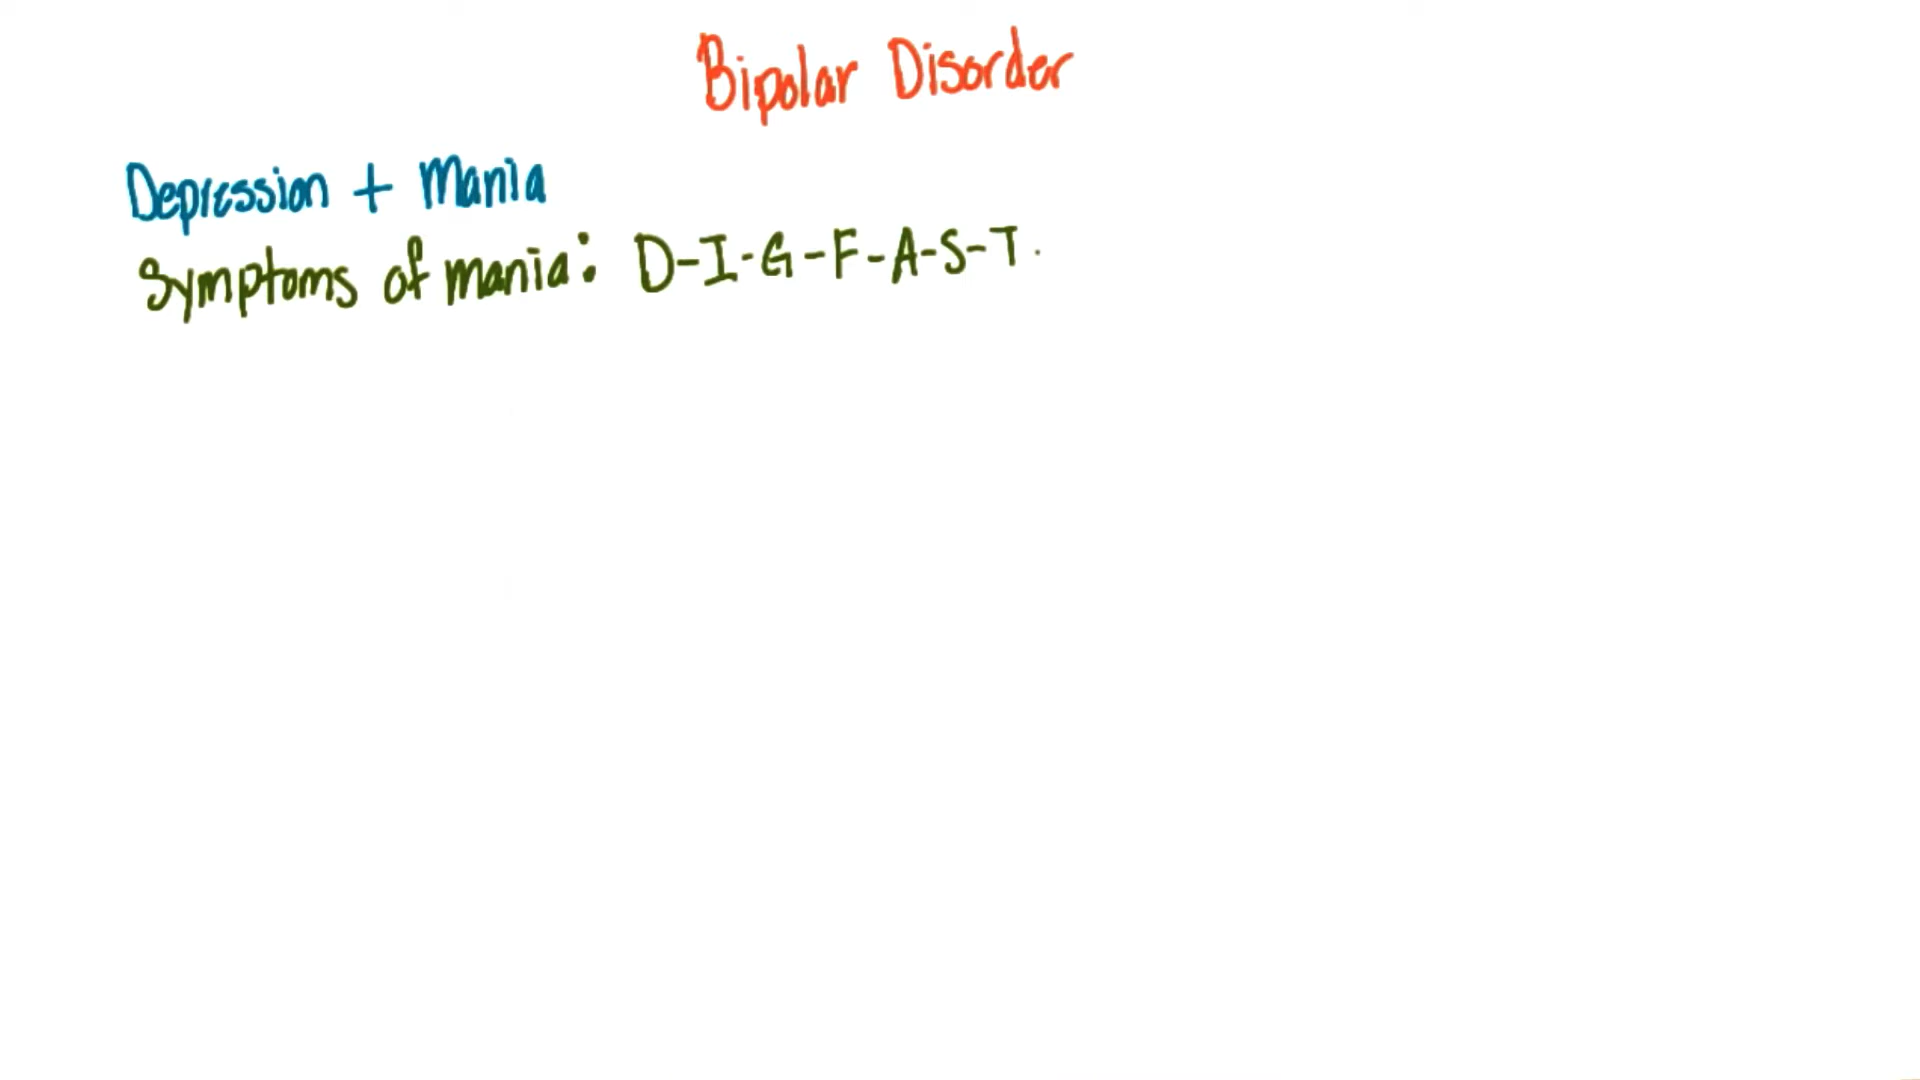 Bipolar Disorder
Depression + Mania
Symptoms of mania: D-I-G-F-A-S-T.